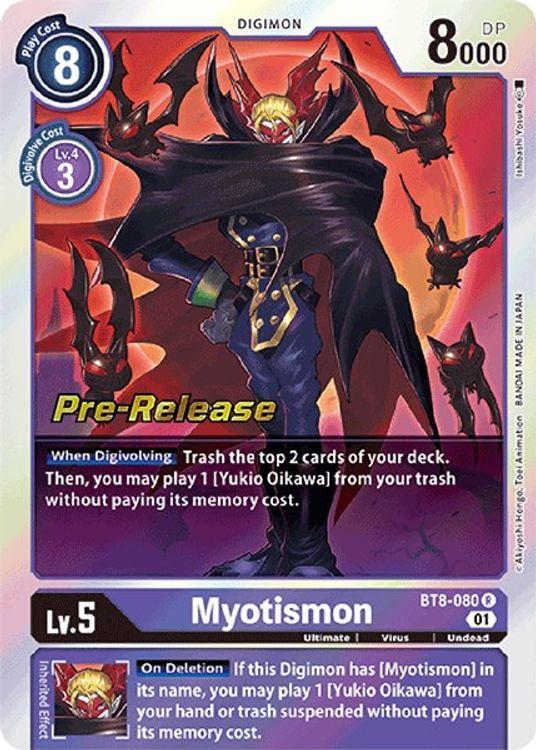 DIGIMON
Play Cost
8
DP
8000
Digivolve Cost
Lv.4
3
Ishibashi Yosuke
©Akiyoshi Hongo, Toei Animation BANDAI MADE IN JAPAN
Pre-Release
When Digivolving Trash the top 2 cards of your deck.
Then, you may play 1 [Yukio Oikawa] from your trash
without paying its memory cost.
Lv.5
Myotismon
BT8-080 R
01
Ultimate | Virus | Undead
Inherited Effect
On Deletion If this Digimon has [Myotismon] in
its name, you may play 1 [Yukio Oikawa] from
your hand or trash suspended without paying
its memory cost.